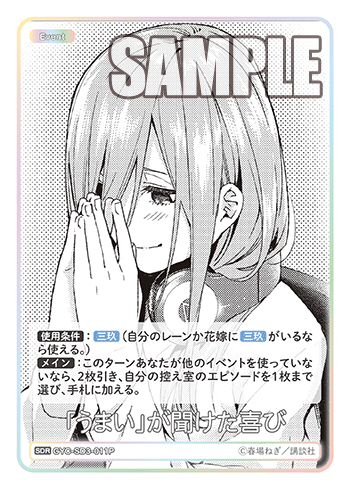 Event
SAMPLE
使用条件：三玖（自分のレーンか花嫁に三玖がいるな
ら使える。）
メイン：このターンあなたが他のイベントを使っていな
いなら、2枚引き、自分の控え室のエピソードを1枚まで
選び、手札に加える。
「うまい」が聞けた喜び
SDR GYC-SD3-011P
©春場ねぎ／講談社